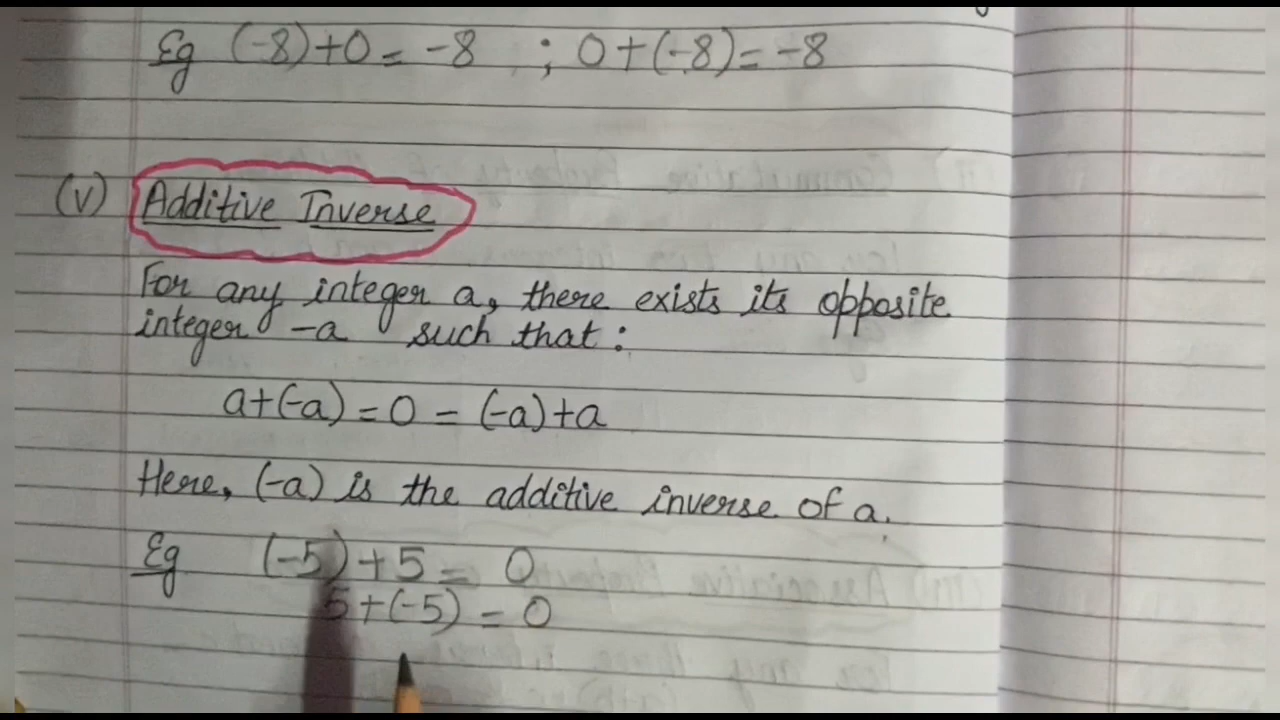 Eg (-8)+0 = -8 ; 0+(-8) = -8
(v) Additive Inverse
For any integer a, there exists its opposite
integer -a such that :
a+(-a) = 0 = (-a)+a
Here, (-a) is the additive inverse of a.
Eg (-5)+5 = 0
5+(-5) = 0